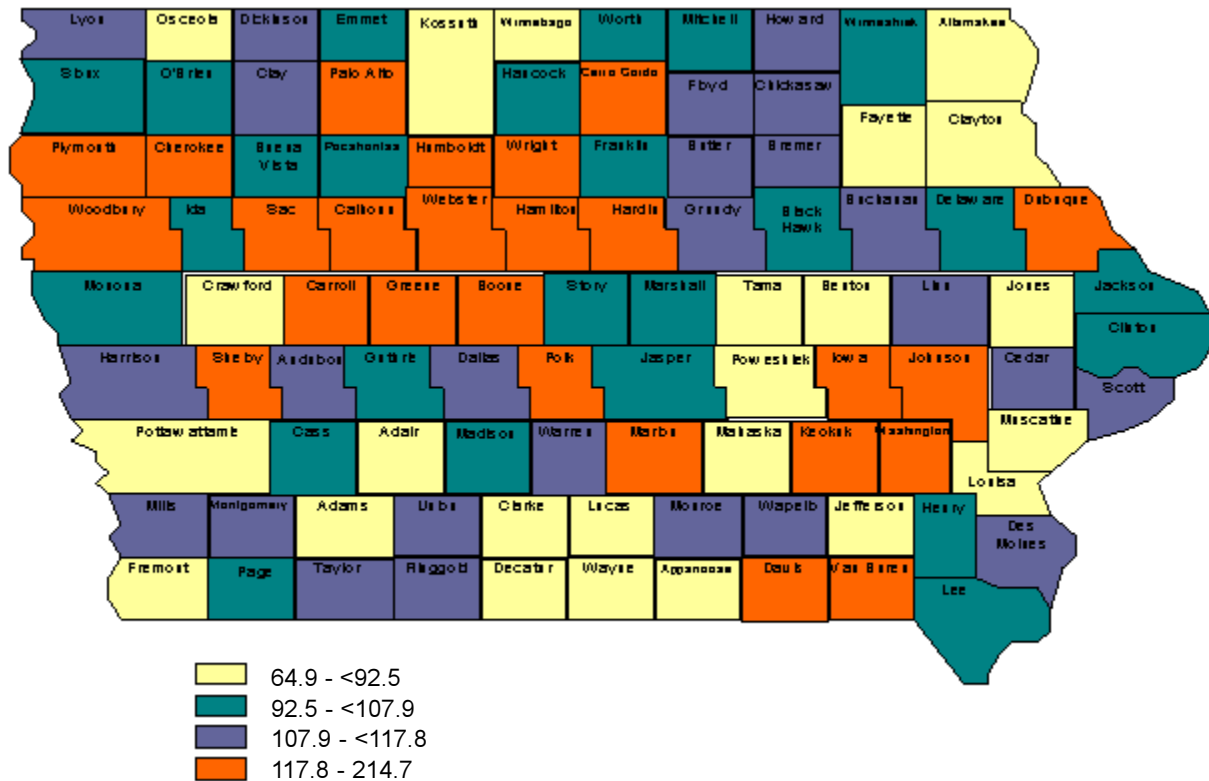 Lyon Osceola Dickinson Emmet Kossuth Winnebago Worth Mitchell Howard Winneshiek Allamakee
Sioux O'Brien Clay Palo Alto Hancock Cerro Gordo Floyd Chickasaw
Fayette Clayton
Plymouth Cherokee Buena Vista Pocahontas Humboldt Wright Franklin Butler Bremer
Woodbury Ida Sac Calhoun Webster Hamilton Hardin Grundy Black Hawk Buchanan Delaware Dubuque
Monona Crawford Carroll Greene Boone Story Marshall Tama Benton Linn Jones Jackson
Clinton
Harrison Shelby Audubon Guthrie Dallas Polk Jasper Poweshiek Iowa Johnson Cedar
Scott
Pottawattamie Cass Adair Madison Warren Marion Mahaska Keokuk Washington Muscatine
Louisa
Mills Montgomery Adams Union Clarke Lucas Monroe Wapello Jefferson Henry
Des Moines
Fremont Page Taylor Ringgold Decatur Wayne Appanoose Davis Van Buren
Lee
64.9 - <92.5
92.5 - <107.9
107.9 - <117.8
117.8 - 214.7